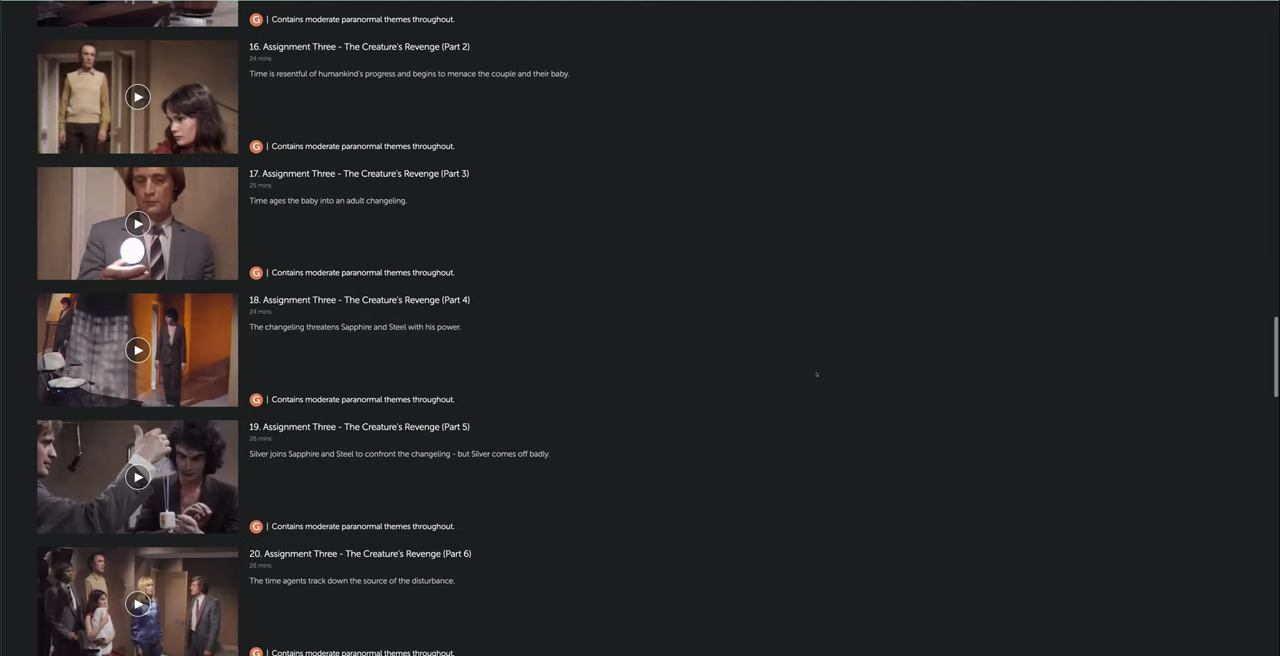 G | Contains moderate paranormal themes throughout.
16. Assignment Three - The Creature's Revenge (Part 2)
24 mins
Time is resentful of humankind's progress and begins to menace the couple and their baby.
G | Contains moderate paranormal themes throughout.
17. Assignment Three - The Creature's Revenge (Part 3)
25 mins
Time ages the baby into an adult changeling.
G | Contains moderate paranormal themes throughout.
18. Assignment Three - The Creature's Revenge (Part 4)
24 mins
The changeling threatens Sapphire and Steel with his power.
G | Contains moderate paranormal themes throughout.
19. Assignment Three - The Creature's Revenge (Part 5)
26 mins
Silver joins Sapphire and Steel to confront the changeling - but Silver comes off badly.
G | Contains moderate paranormal themes throughout.
20. Assignment Three - The Creature's Revenge (Part 6)
26 mins
The time agents track down the source of the disturbance.
G | Contains moderate paranormal themes throughout.